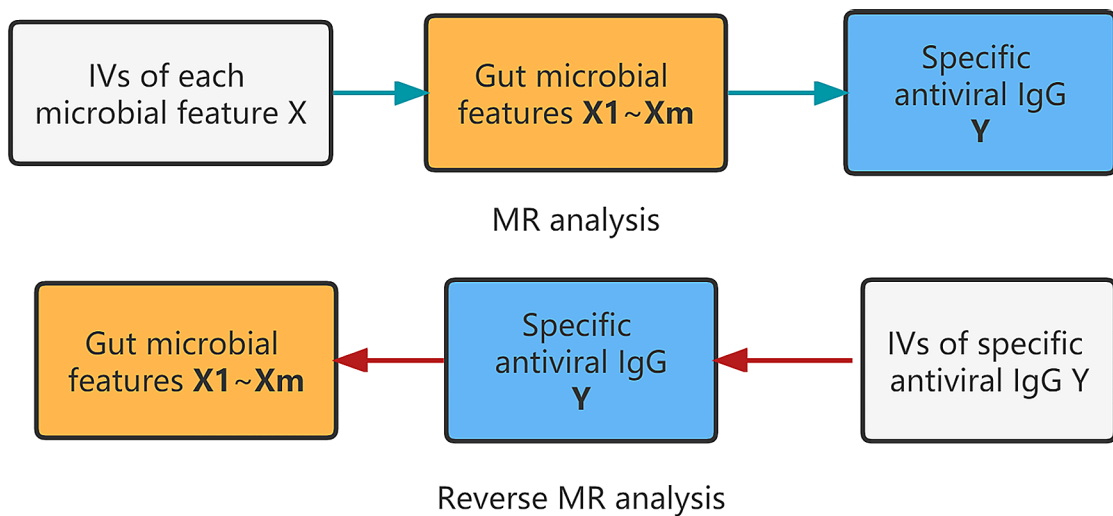 IVs of each
microbial feature X
Gut microbial
features X1~Xm
Specific
antiviral IgG
Y
MR analysis
Gut microbial
features X1~Xm
Specific
antiviral IgG
Y
IVs of specific
antiviral IgG Y
Reverse MR analysis